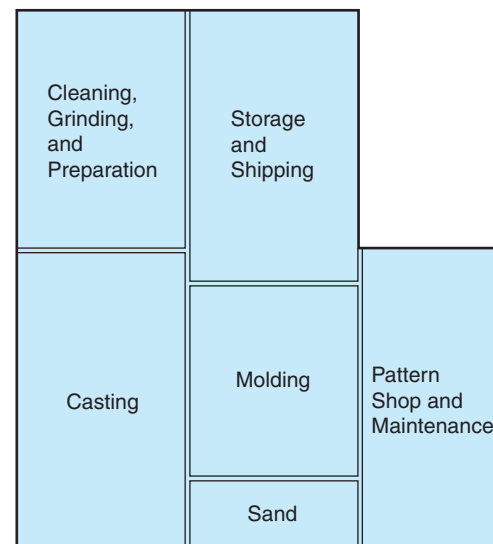 Cleaning,
Grinding,
and
Preparation
Storage
and
Shipping
Casting
Molding
Pattern
Shop and
Maintenance
Sand